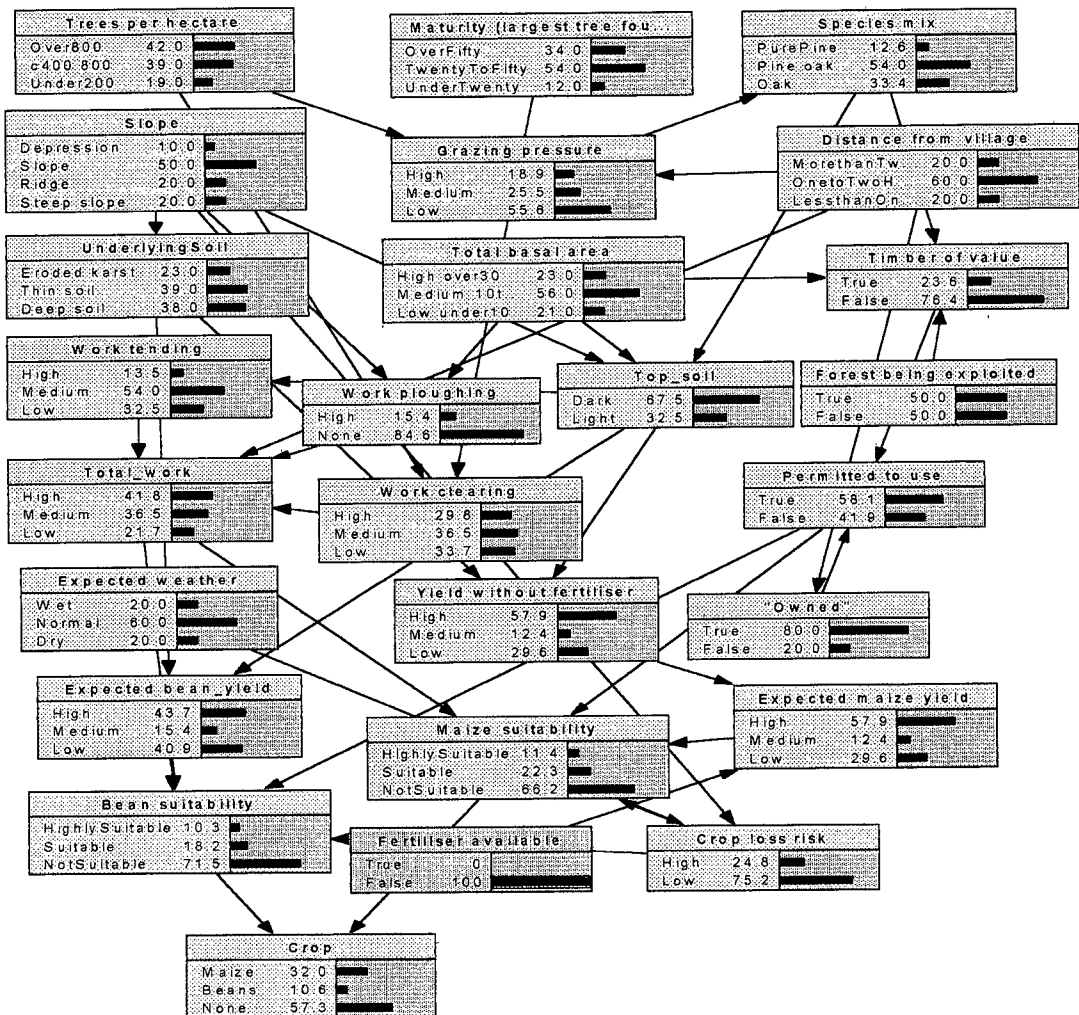 Trees per hectare
Over800 42.0
c400 800 39.0
Under200 19.0
Maturity (largest tree fou...
OverFifty 34.0
TwentyToFifty 54.0
UnderTwenty 12.0
Species mix
PurePine 12.6
Pine oak 54.0
Oak 33.4
Slope
Depression 10.0
Slope 50.0
Ridge 20.0
Steep slope 20.0
Grazing pressure
High 18.9
Medium 25.5
Low 55.6
Distance from village
MorethanTw 20.0
OnetoTwoH 60.0
LessthanOn 20.0
UnderlyingSoil
Eroded karst 23.0
Thin soil 39.0
Deep soil 38.0
Total basal area
High over30 23.0
Medium 10t... 56.0
Low under10 21.0
Timber of value
True 23.6
False 76.4
Work tending
High 13.5
Medium 54.0
Low 32.5
Work ploughing
High 15.4
None 84.6
Top_soil
Dark 67.5
Light 32.5
Forest being exploited
True 50.0
False 50.0
Total_work
High 41.8
Medium 36.5
Low 21.7
Work clearing
High 29.8
Medium 36.5
Low 33.7
Permitted to use
True 58.1
False 41.9
Expected weather
Wet 20.0
Normal 60.0
Dry 20.0
Yield without fertiliser
High 57.9
Medium 12.4
Low 29.6
"Owned"
True 80.0
False 20.0
Expected bean_yield
High 43.7
Medium 15.4
Low 40.9
Maize suitability
HighlySuitable 11.4
Suitable 22.3
NotSuitable 66.2
Expected maize yield
High 57.9
Medium 12.4
Low 29.6
Bean suitability
HighlySuitable 10.3
Suitable 18.2
NotSuitable 71.5
Fertiliser available
True 0
False 100
Crop loss risk
High 24.8
Low 75.2
Crop
Maize 32.0
Beans 10.6
None 57.3